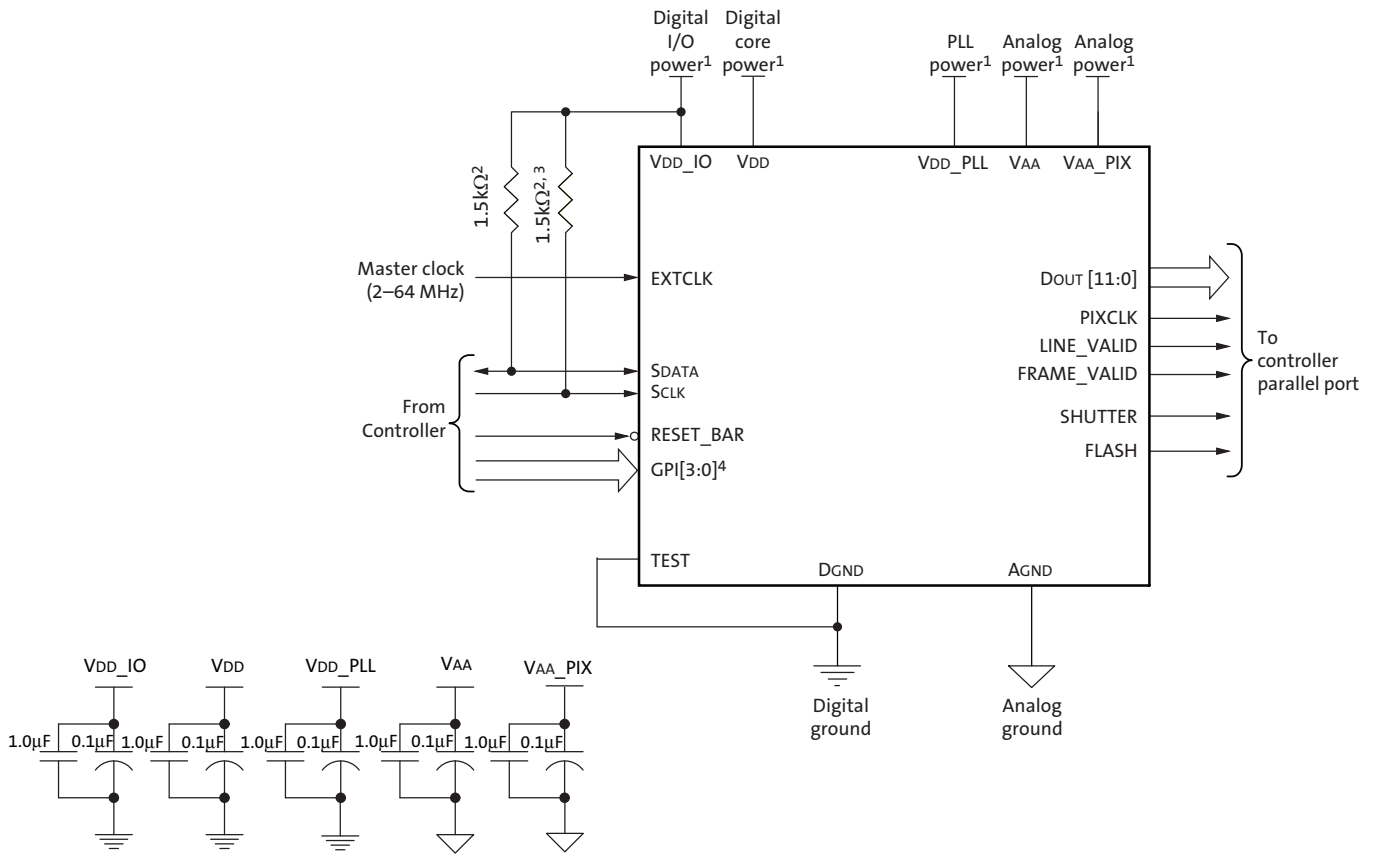 Digital
I/O
power1
Digital
core
power1
PLL
power1
Analog
power1
Analog
power1
VDD_IO
VDD
VDD_PLL
VAA
VAA_PIX
1.5kΩ2
1.5kΩ2, 3
Master clock
(2–64 MHz)
EXTCLK
From
Controller
SDATA
SCLK
RESET_BAR
GPI[3:0]4
TEST
DGND
AGND
DOUT [11:0]
PIXCLK
LINE_VALID
FRAME_VALID
SHUTTER
FLASH
To
controller
parallel port
Digital
ground
Analog
ground
VDD_IO
VDD
VDD_PLL
VAA
VAA_PIX
1.0µF
0.1µF
1.0µF
0.1µF
1.0µF
0.1µF
1.0µF
0.1µF
1.0µF
0.1µF